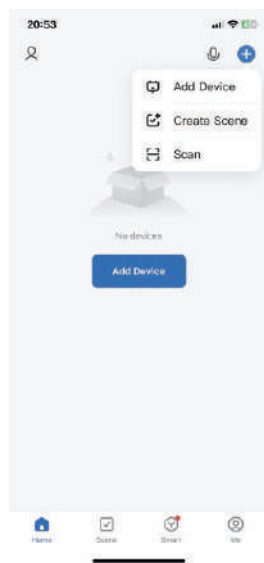 20:53
Add Device
Create Scene
Scan
No devices
Add Device
Home
Scene
Smart
Me